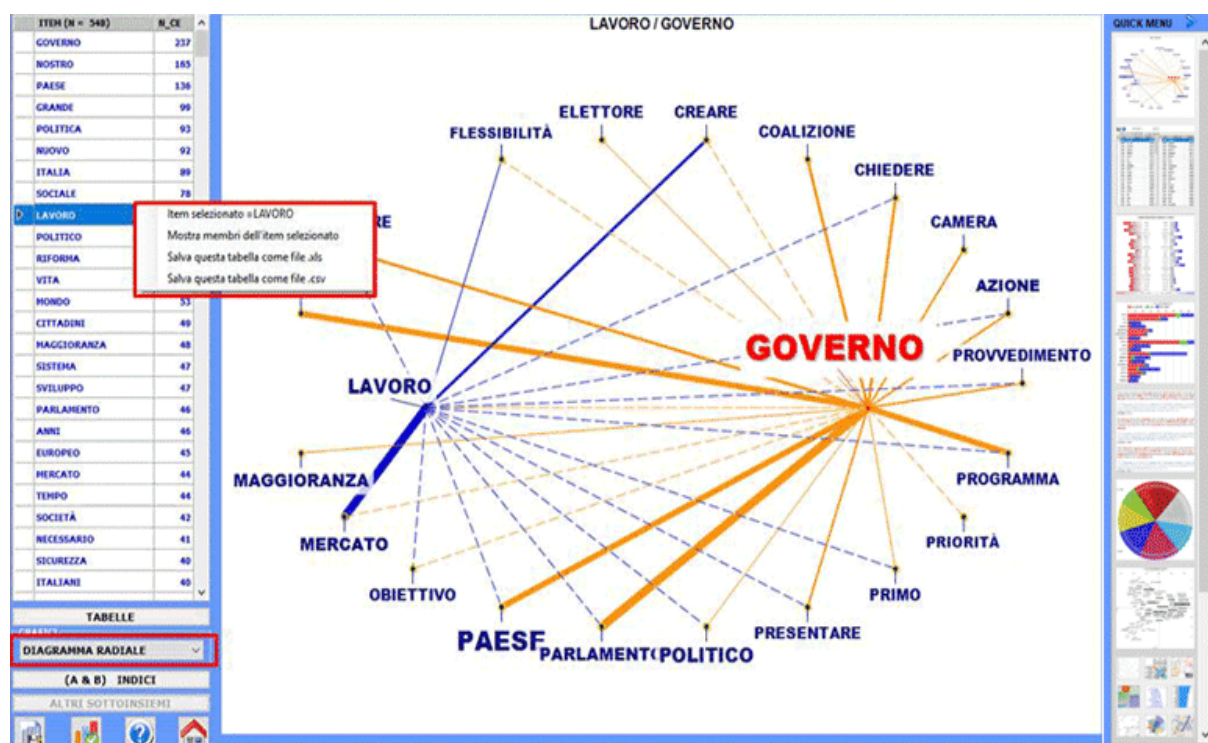 ITEM (N = 548) N_CE
GOVERNO 237
NOSTRO 165
PAESE 136
GRANDE 99
POLITICA 93
NUOVO 92
ITALIA 89
SOCIALE 78
LAVORO
POLITICO
RIFORMA
VITA
MONDO 53
CITTADINI 49
MAGGIORANZA 48
SISTEMA 47
SVILUPPO 47
PARLAMENTO 46
ANNI 46
EUROPEO 45
MERCATO 44
TEMPO 44
SOCIETÀ 42
NECESSARIO 41
SICUREZZA 40
ITALIANI 40
TABELLE
DIAGRAMMA RADIALE
(A & B) INDICI
ALTRI SOTTOINSIEMI
Item selezionato =LAVORO
Mostra membri dell'item selezionato
Salva questa tabella come file .xls
Salva questa tabella come file .csv
LAVORO / GOVERNO
ELETTORE
CREARE
FLESSIBILITÀ
COALIZIONE
CHIEDERE
RE
CAMERA
AZIONE
GOVERNO
PROVVEDIMENTO
LAVORO
MAGGIORANZA
PROGRAMMA
MERCATO
PRIORITÀ
OBIETTIVO
PRIMO
PAESE
PARLAMENTO
POLITICO
PRESENTARE
QUICK MENU